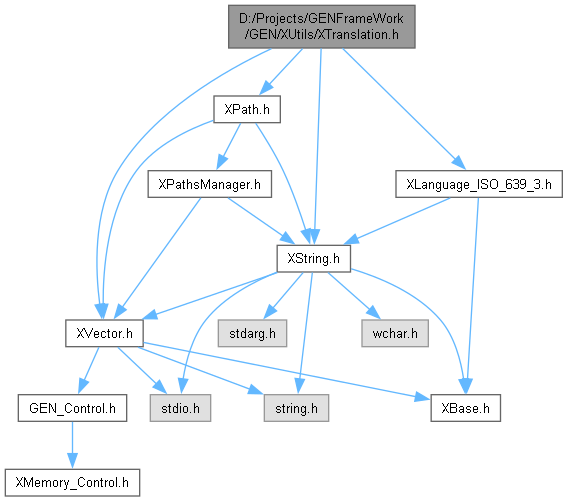 D:/Projects/GENFrameWork
/GEN/XUtils/XTranslation.h
XPath.h
XPathsManager.h
XLanguage_ISO_639_3.h
XString.h
XVector.h
stdarg.h
wchar.h
GEN_Control.h
stdio.h
string.h
XBase.h
XMemory_Control.h